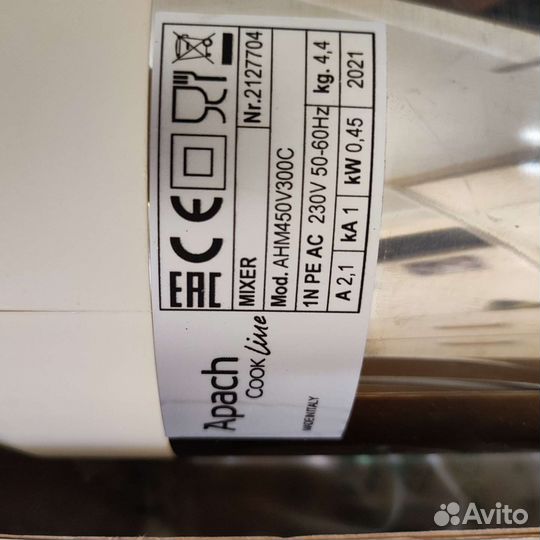 Apach
COOK Line
MADE IN ITALY
EAC CE
MIXER Nr.2127704
Mod. AHM450V300C
1N PE AC 230V 50-60Hz kg. 4,4
A 2,1 kA 1 kW 0,45 2021
Avito